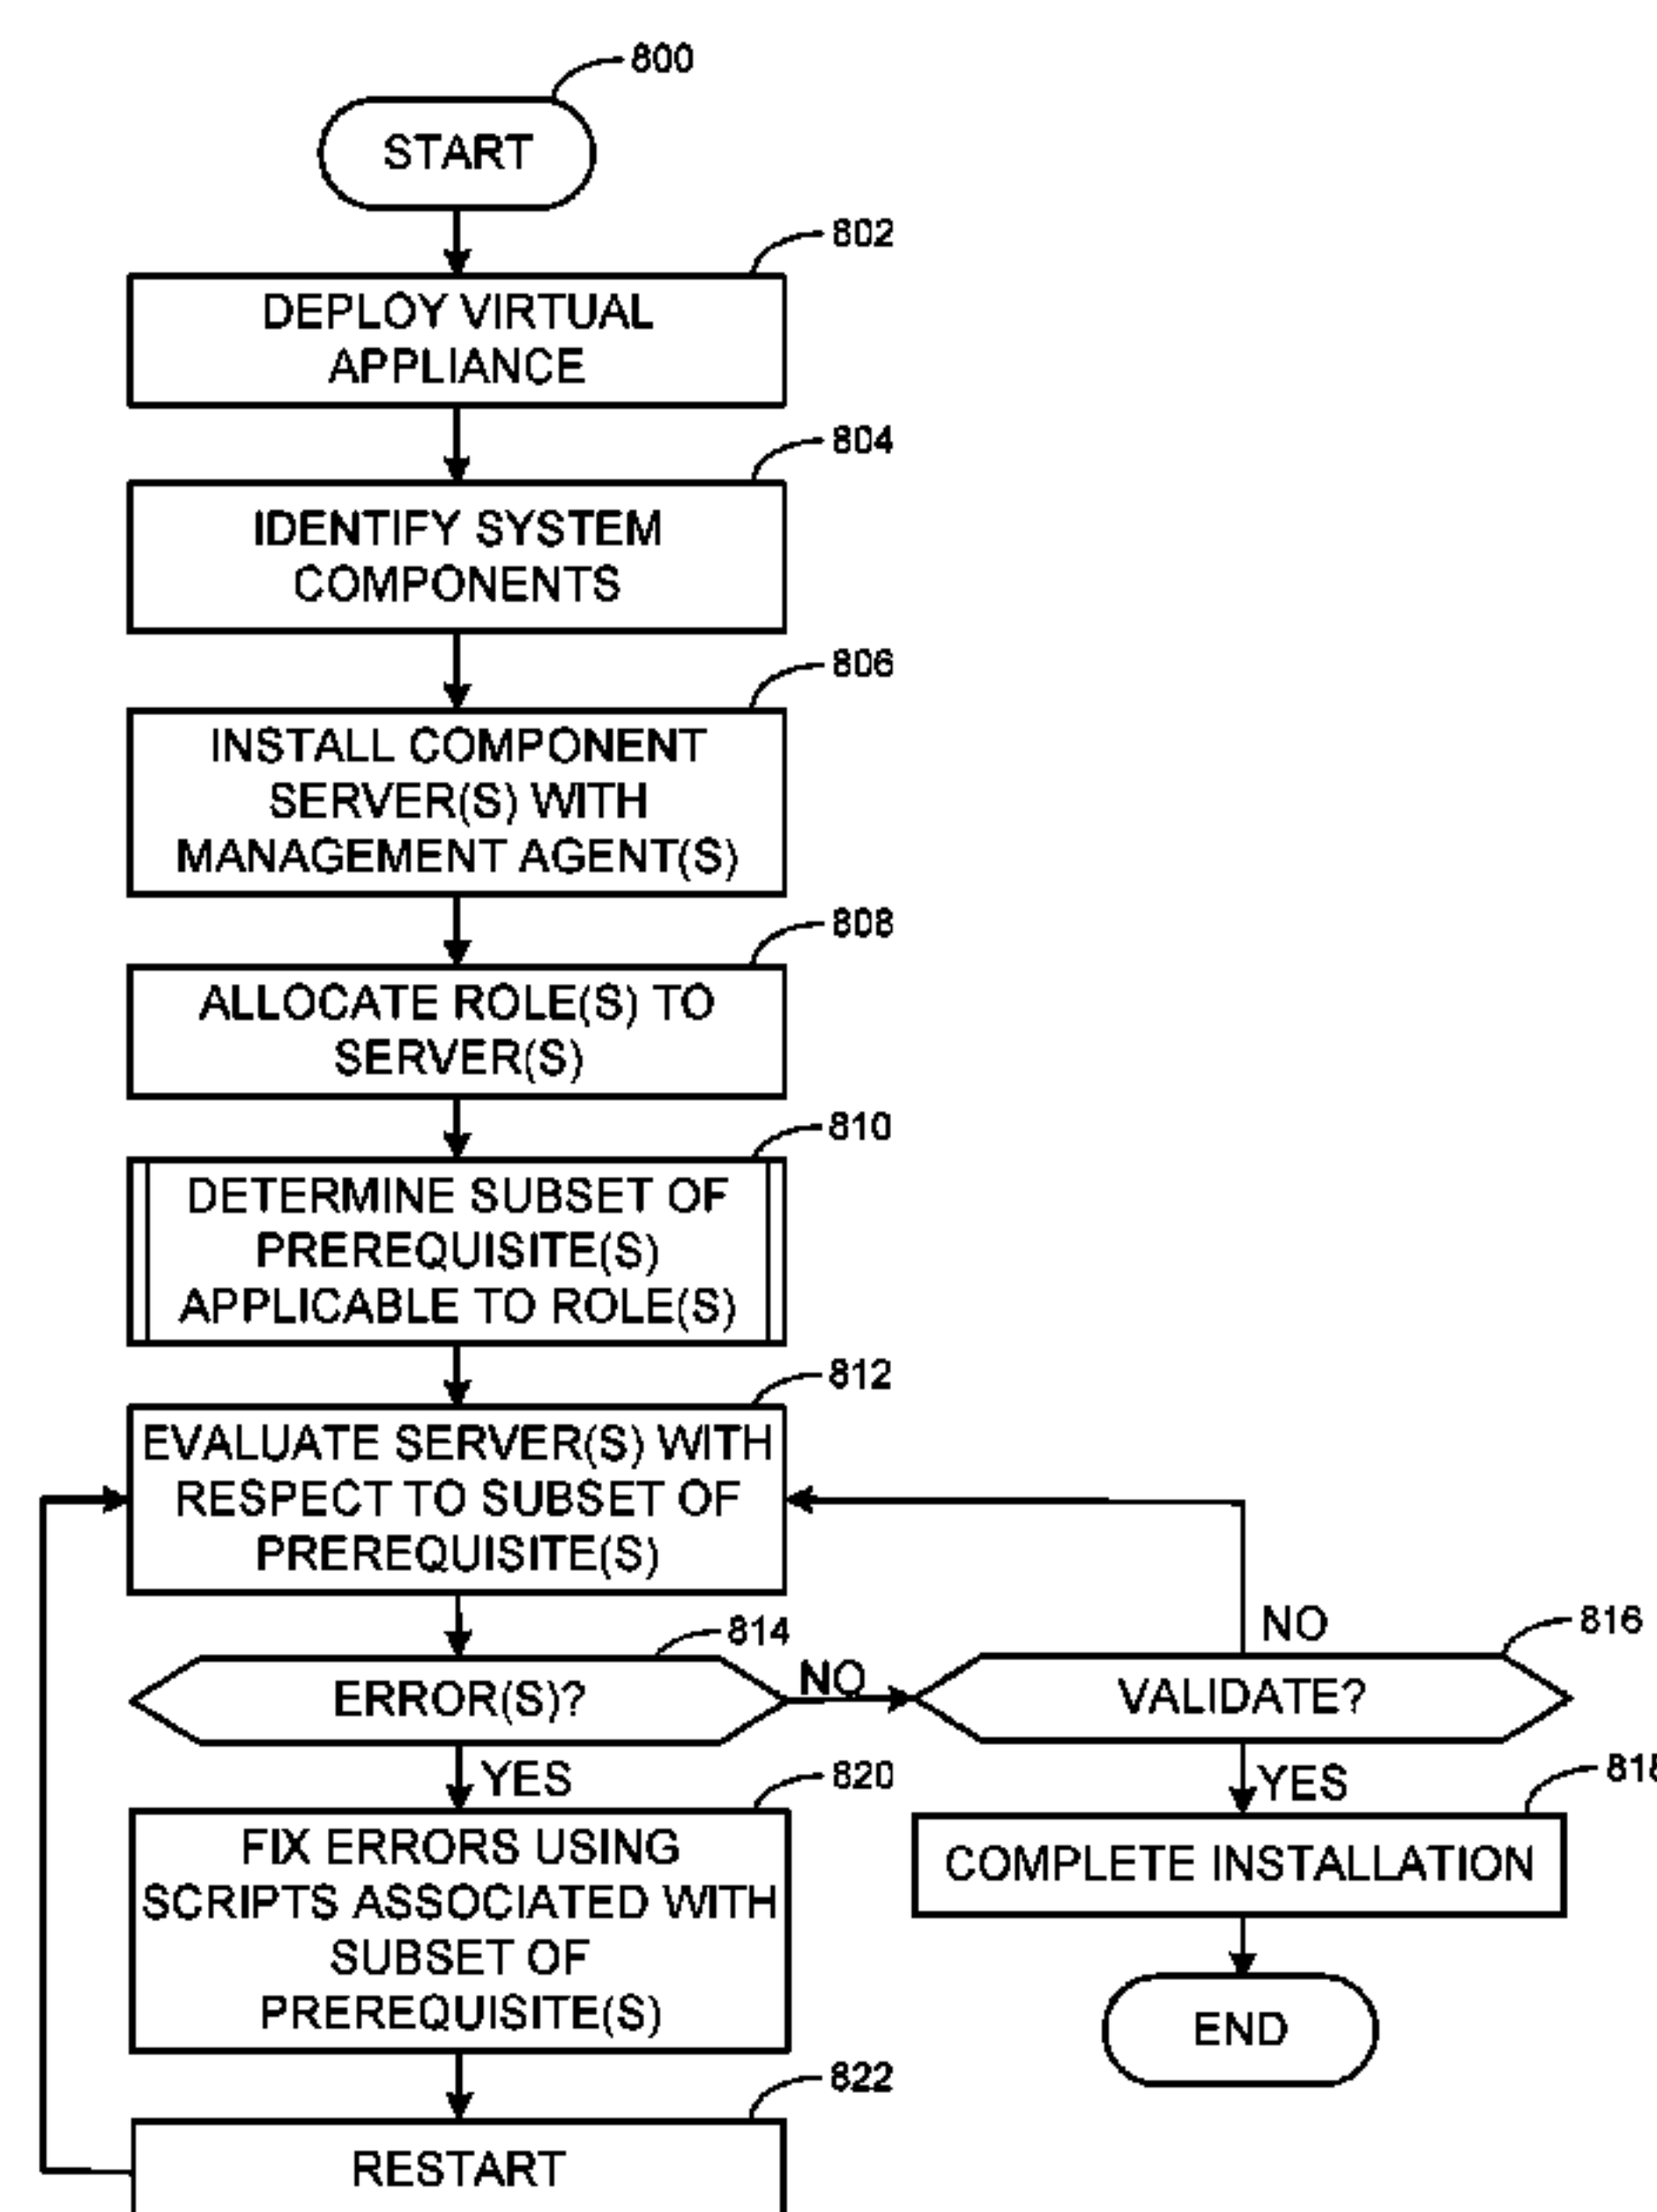 800
START
802
DEPLOY VIRTUAL
APPLIANCE
804
IDENTIFY SYSTEM
COMPONENTS
806
INSTALL COMPONENT
SERVER(S) WITH
MANAGEMENT AGENT(S)
808
ALLOCATE ROLE(S) TO
SERVER(S)
810
DETERMINE SUBSET OF
PREREQUISITE(S)
APPLICABLE TO ROLE(S)
812
EVALUATE SERVER(S) WITH
RESPECT TO SUBSET OF
PREREQUISITE(S)
814
ERROR(S)?
NO
816
VALIDATE?
NO
YES
820
FIX ERRORS USING
SCRIPTS ASSOCIATED WITH
SUBSET OF
PREREQUISITE(S)
YES
818
COMPLETE INSTALLATION
END
822
RESTART